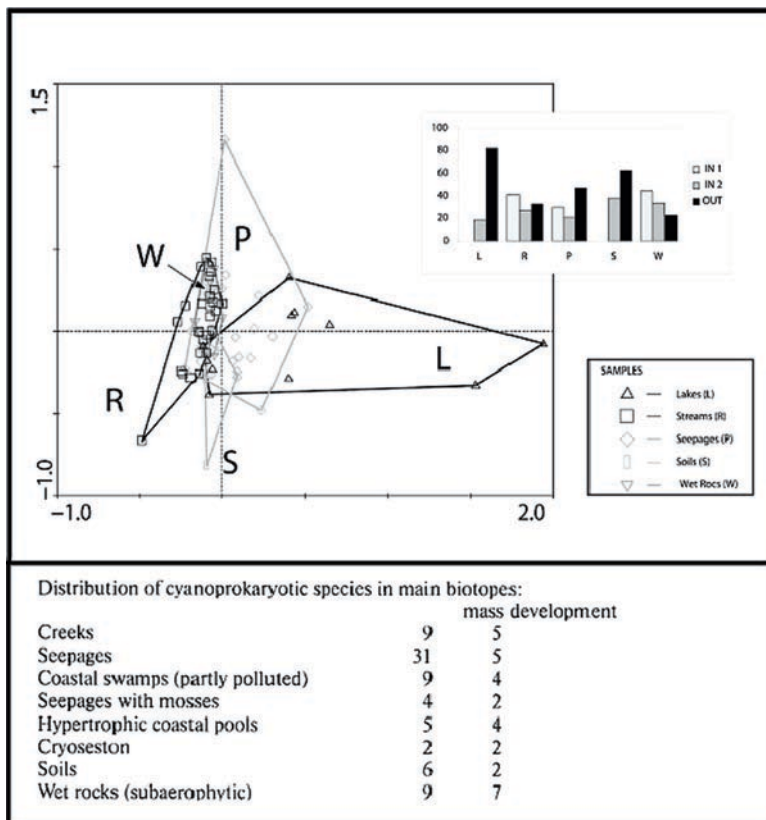 1.5
-1.0
-1.0
2.0
P
W
R
S
L
100
80
60
40
20
0
L R P S W
IN 1
IN 2
OUT
SAMPLES
Lakes (L)
Streams (R)
Seepages (P)
Soils (S)
Wet Rocs (W)
Distribution of cyanoprokaryotic species in main biotopes:
mass development
Creeks 9 5
Seepages 31 5
Coastal swamps (partly polluted) 9 4
Seepages with mosses 4 2
Hypertrophic coastal pools 5 4
Cryoseston 2 2
Soils 6 2
Wet rocks (subaerophytic) 9 7